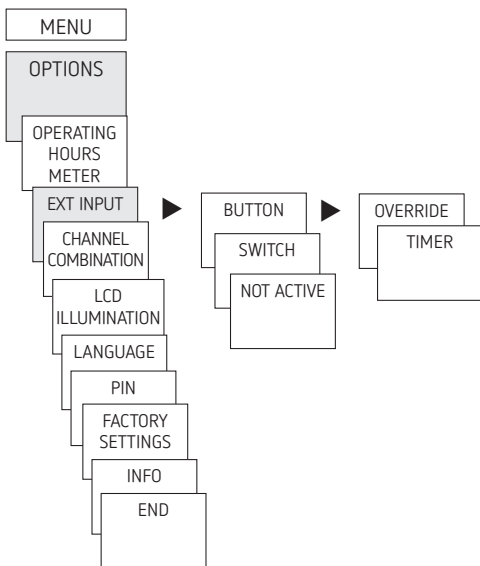 MENU
OPTIONS
OPERATING
HOURS
METER
EXT INPUT
CHANNEL
COMBINATION
LCD
ILLUMINATION
LANGUAGE
PIN
FACTORY
SETTINGS
INFO
END
BUTTON
SWITCH
NOT ACTIVE
OVERRIDE
TIMER